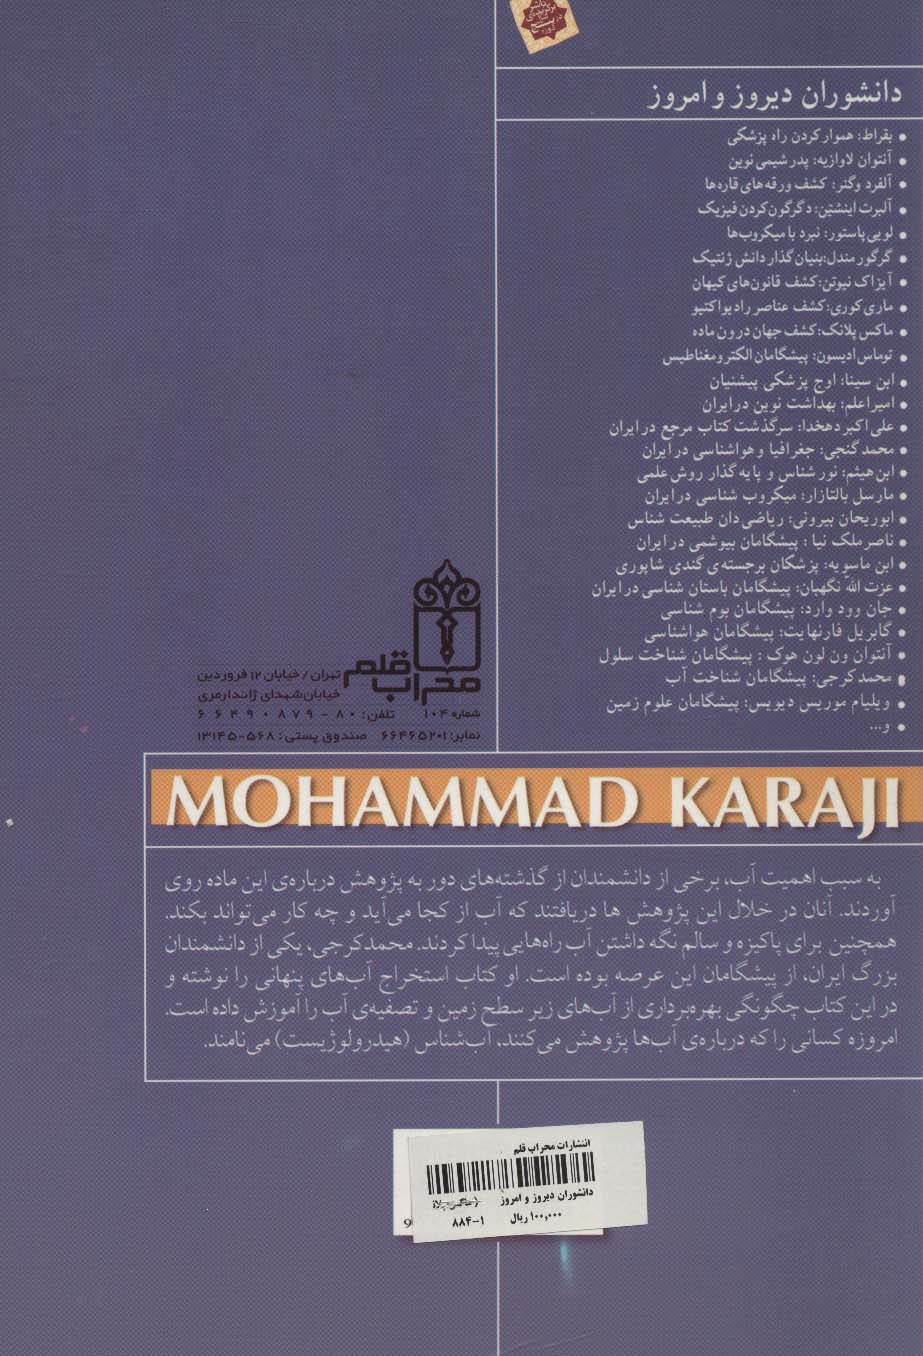 دانشوران دیروز و امروز
• بقراط: هموار کردن راه پزشکی
• آنتوان لاوازیه: پدر شیمی نوین
• آلفرد وگنر: کشف ورقه‌های قاره‌ها
• آلبرت اینشتین: دگرگون کردن فیزیک
• لویی پاستور: نبرد با میکروب‌ها
• گرگور مندل: بنیان گذار دانش ژنتیک
• آیزاک نیوتن: کشف قانون‌های کیهان
• ماری کوری: کشف عناصر رادیواکتیو
• ماکس پلانک: کشف جهان درون ماده
• توماس ادیسون: پیشگامان الکترومغناطیس
• ابن سینا: اوج پزشکی پیشنیان
• امیراعلم: بهداشت نوین در ایران
• علی اکبر دهخدا: سرگذشت کتاب مرجع در ایران
• محمد گنجی: جغرافیا و هواشناسی در ایران
• ابن هیثم: نور شناس و پایه گذار روش علمی
• مارسل بالتازار: میکروب شناسی در ایران
• ابوریحان بیرونی: ریاضی دان طبیعت شناس
• ناصر ملک نیا : پیشگامان بیوشمی در ایران
• ابن ماسویه: پزشکان برجسته‌ی گندی شاپوری
• عزت الله نگهبان: پیشگامان باستان شناسی در ایران
• جان وود وارد: پیشگامان بوم شناسی
• گابریل فارنهایت: پیشگامان هواشناسی
• آنتوان ون لون هوک : پیشگامان شناخت سلول
• محمد کرجی: پیشگامان شناخت آب
• ویلیام موریس دیویس: پیشگامان علوم زمین
• و...
محراب قلم
تهران / خیابان ۱۲ فروردین
خیابان شهدای ژاندارمری
شماره ۱۰۴ تلفن: ۸۰ - ۶۶۴۹۰۸۷۹
نمابر: ۶۶۴۶۵۲۰۱ صندوق پستی: ۵۶۸-۱۳۱۴۵
MOHAMMAD KARAJI
به سبب اهمیت آب، برخی از دانشمندان از گذشته‌های دور به پژوهش درباره‌ی این ماده روی
آوردند. آنان در خلال این پژوهش ها دریافتند که آب از کجا می‌آید و چه کار می‌تواند بکند.
همچنین برای پاکیزه و سالم نگه داشتن آب راه‌هایی پیدا کردند. محمد کرجی، یکی از دانشمندان
بزرگ ایران، از پیشگامان این عرصه بوده است. او کتاب استخراج آب‌های پنهانی را نوشته و
در این کتاب چگونگی بهره‌برداری از آب‌های زیر سطح زمین و تصفیه‌ی آب را آموزش داده است.
امروزه کسانی را که درباره‌ی آب‌ها پژوهش می‌کنند، آب‌شناس (هیدرولوژیست) می‌نامند.
انتشارات محراب قلم
دانشوران دیروز و امروز
۱۰۰,۰۰۰ ریال ۸۸۴-۱